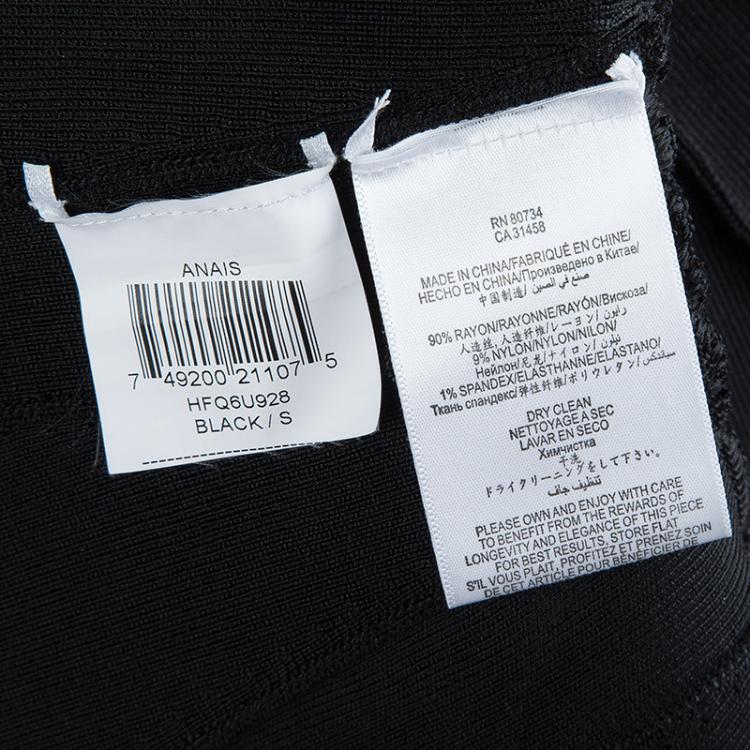 ANAIS
7 49200 21107 5
HFQ6U928
BLACK / S
RN 80734
CA 31458
MADE IN CHINA/FABRIQUÉ EN CHINE/
HECHO EN CHINA/Произведено в Китае/
中国制造/ صنع في الصين
90% RAYON/RAYONNE/RAYÓN/Вискоза/
人造丝,人造纤维/レーヨン/رايون
9% NYLON/NYLON/NILON/
Нейлон/尼龙/ナイロン/نيلون
1% SPANDEX/ELASTHANNE/ELASTANO/
Ткань спандекс/弹性纤维/ポリウレタン/سباندكس
DRY CLEAN
NETTOYAGE A SEC
LAVAR EN SECO
Химчистка
干洗
ドライクリーニングをして下さい。
تنظيف جاف
PLEASE OWN AND ENJOY WITH CARE
TO BENEFIT FROM THE REWARDS OF
LONGEVITY AND ELEGANCE OF THIS PIECE
FOR BEST RESULTS, STORE FLAT
S'IL VOUS PLAIT, PROFITEZ ET PRENEZ SOIN
DE CET ARTICLE POUR BÉNÉFICIER DE